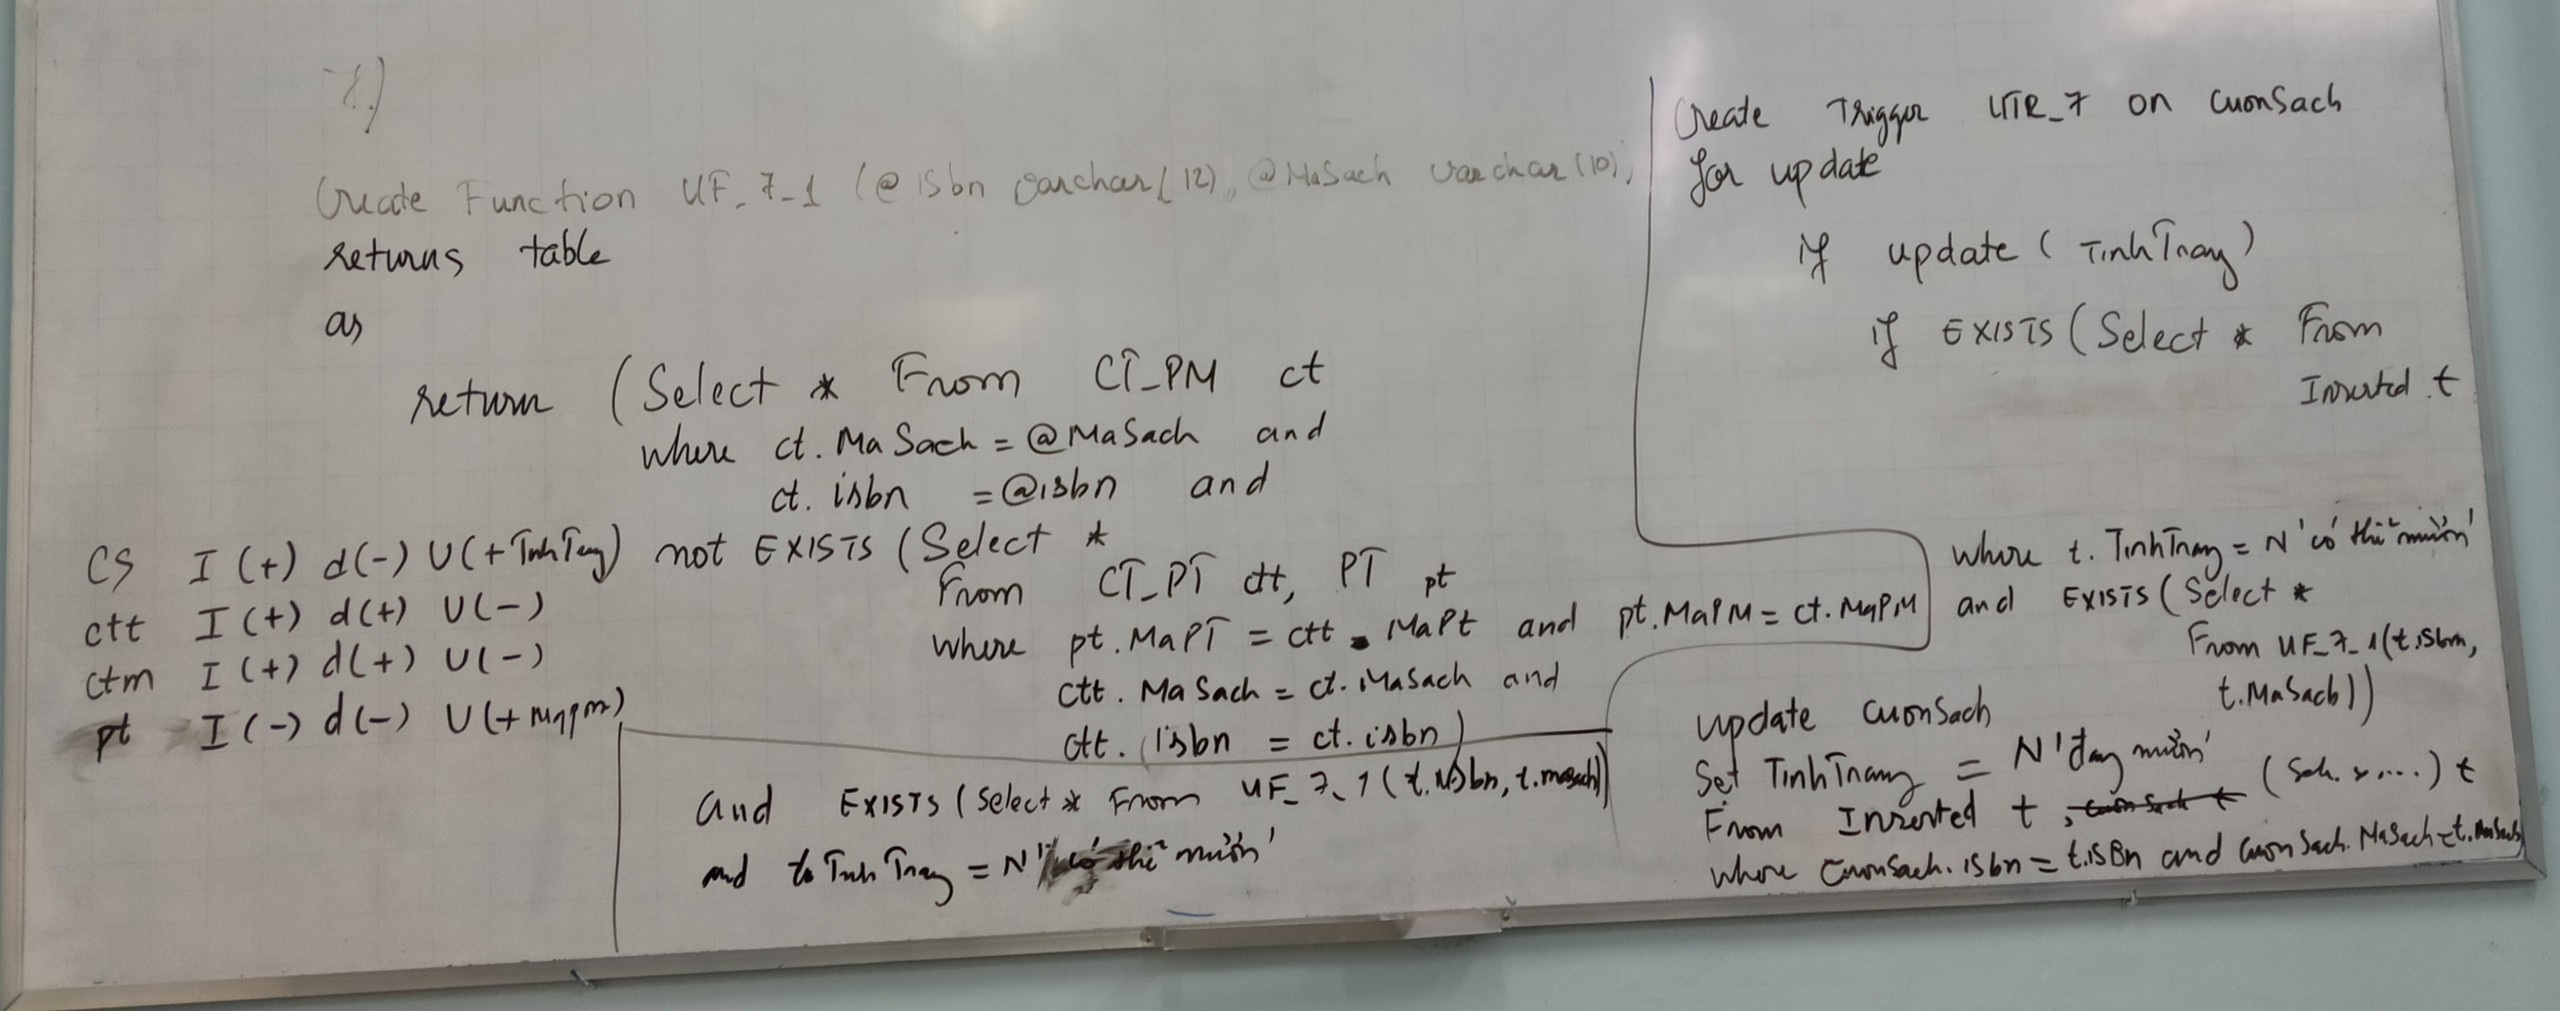 7.)
Create Function UF_7_1 (@isbn varchar(12), @MaSach varchar(10))
returns table
as
return (Select * From CT_PM ct
where ct.MaSach = @MaSach and
ct.isbn = @isbn and
not EXISTS (Select *
From CT_PT ctt, PT pt
where pt.MaPT = ctt.MaPt and pt.MaPM = ct.MaPM
ctt.MaSach = ct.MaSach and
ctt.isbn = ct.isbn)
CS I(+) d(-) U(+TinhTrang)
ctt I(+) d(+) U(-)
ctm I(+) d(+) U(-)
pt I(-) d(-) U(+Mapm)
Create Trigger UTR_7 on CuonSach
for update
if update (TinhTrang)
if EXISTS (Select * From
Inserted t
where t.TinhTrang = N'có thể mượn'
and EXISTS (Select *
From UF_7_1(t.isbn,
t.MaSach))
update CuonSach
Set TinhTrang = N'đang mượn'
From Inserted t, (Sel. * ....) t
where CuonSach.isbn = t.isBn and CuonSach.MaSach = t.MaSach
and EXISTS (Select * From UF_7_1 (t.isbn, t.masach))
and t.TinhTrang = N'có thể mượn'